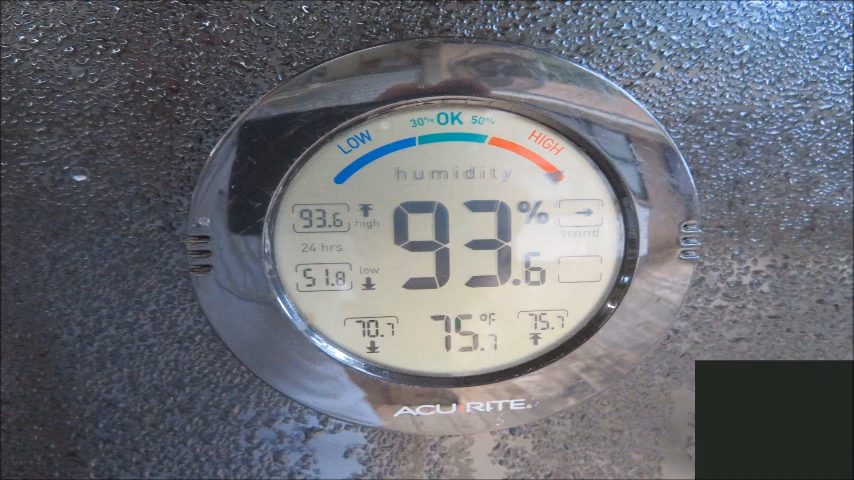 LOW 30% OK 50% HIGH
humidity
93.6 high 93.6 % → trend
24 hrs
51.8 low
70.7 75.7 °F 75.7
ACURITE.